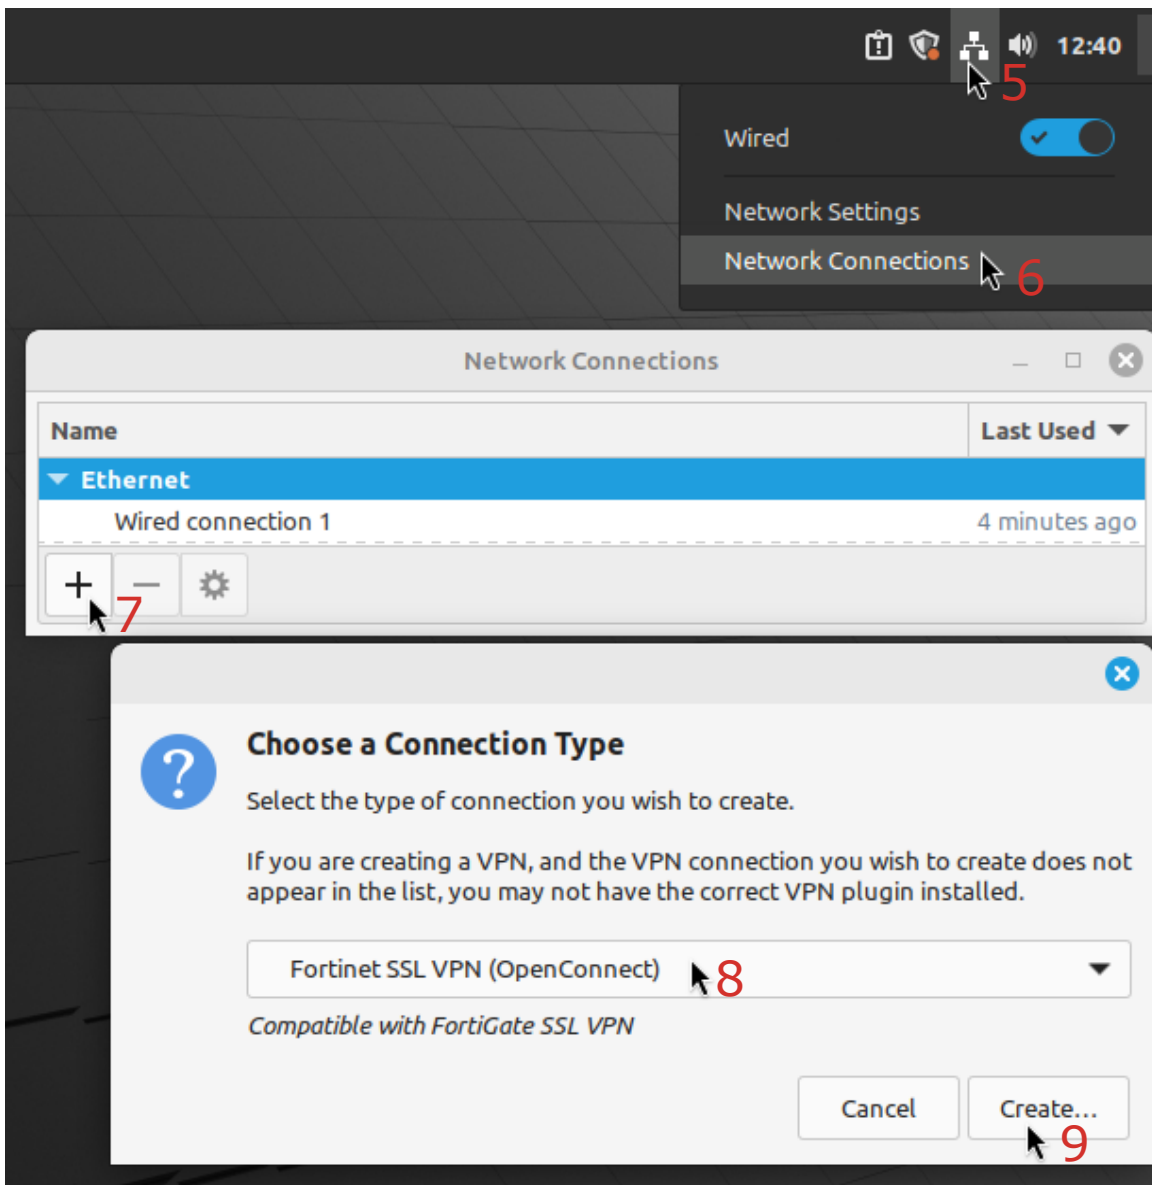 12:40
5
Wired
Network Settings
Network Connections
6
Network Connections
Name Last Used
Ethernet
Wired connection 1 4 minutes ago
7
Choose a Connection Type
Select the type of connection you wish to create.
If you are creating a VPN, and the VPN connection you wish to create does not
appear in the list, you may not have the correct VPN plugin installed.
Fortinet SSL VPN (OpenConnect)
8
Compatible with FortiGate SSL VPN
Cancel Create...
9